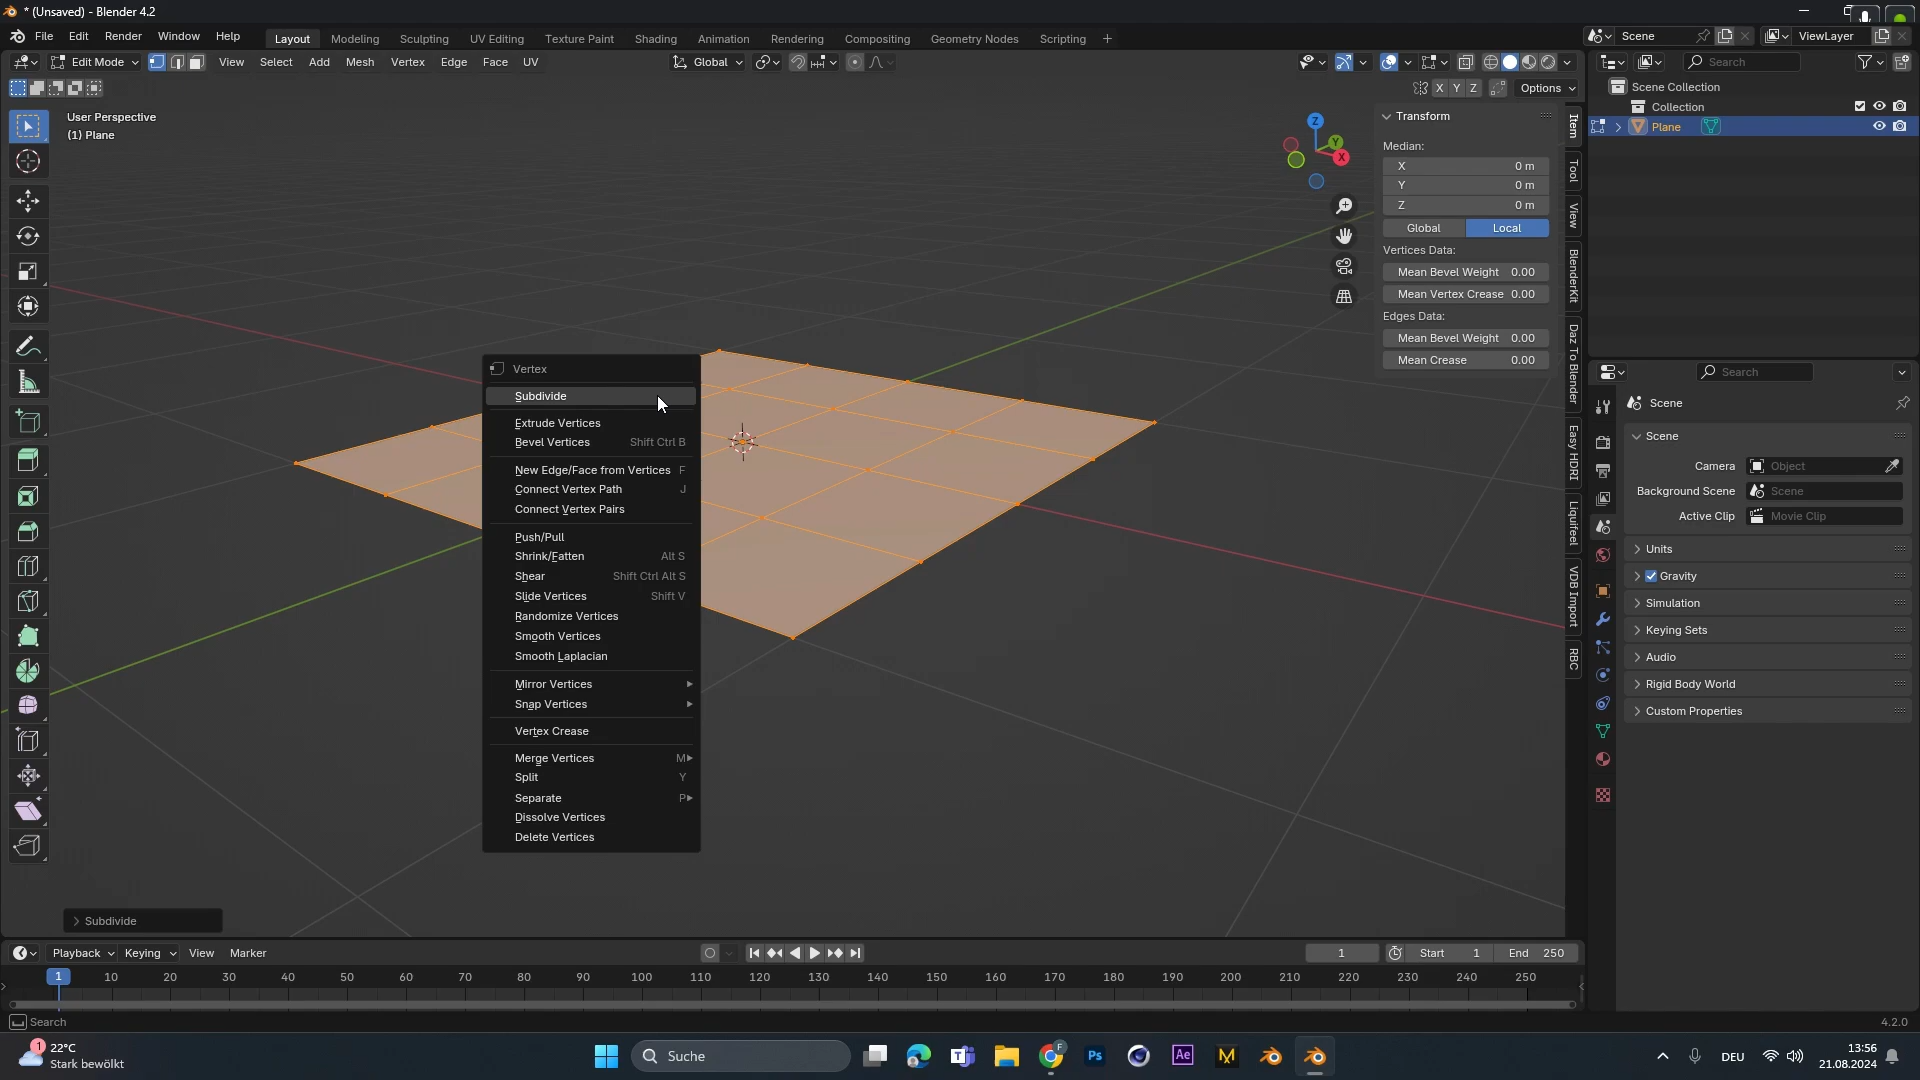 * (Unsaved) - Blender 4.2
File Edit Render Window Help
Layout Modeling Sculpting UV Editing Texture Paint Shading Animation Rendering Compositing Geometry Nodes Scripting +
Scene
ViewLayer
Edit Mode View Select Add Mesh Vertex Edge Face UV
Global
Search
X Y Z Options
User Perspective
(1) Plane
Z
Y
X
Transform
Median:
X 0 m
Y 0 m
Z 0 m
Global Local
Vertices Data:
Mean Bevel Weight 0.00
Mean Vertex Crease 0.00
Edges Data:
Mean Bevel Weight 0.00
Mean Crease 0.00
Item
Tool
View
BlenderKit
Daz To Blender
Easy HDRI
Liquifeel
VDB Import
RBC
Vertex
Subdivide
Extrude Vertices
Bevel Vertices Shift Ctrl B
New Edge/Face from Vertices F
Connect Vertex Path J
Connect Vertex Pairs
Push/Pull
Shrink/Fatten Alt S
Shear Shift Ctrl Alt S
Slide Vertices Shift V
Randomize Vertices
Smooth Vertices
Smooth Laplacian
Mirror Vertices
Snap Vertices
Vertex Crease
Merge Vertices M
Split Y
Separate P
Dissolve Vertices
Delete Vertices
Subdivide
Scene Collection
Collection
Plane
Search
Scene
Scene
Camera Object
Background Scene Scene
Active Clip Movie Clip
Units
Gravity
Simulation
Keying Sets
Audio
Rigid Body World
Custom Properties
Playback Keying View Marker
1 Start 1 End 250
1 10 20 30 40 50 60 70 80 90 100 110 120 130 140 150 160 170 180 190 200 210 220 230 240 250
Search
4.2.0
1
22°C
Stark bewölkt
Suche
F
Ps
Ae
M
DEU
13:56
21.08.2024